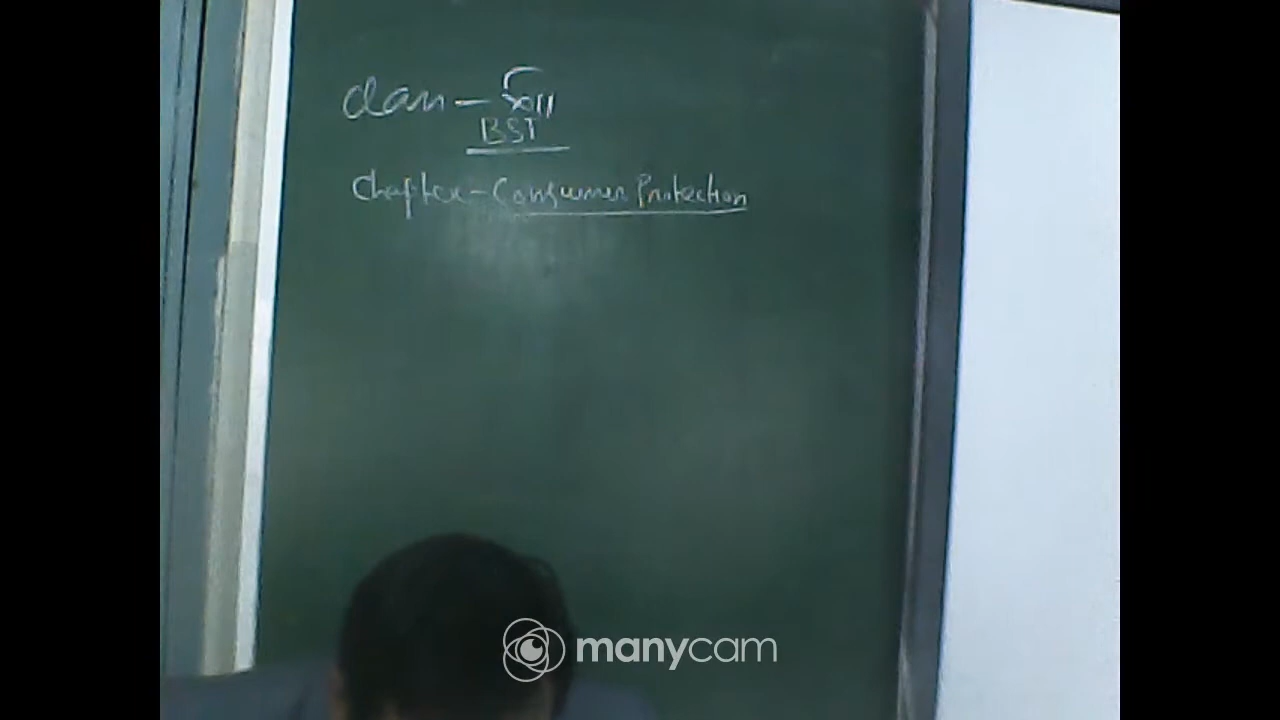 Class - XII
BST
Chapter - Consumer Protection
manycam